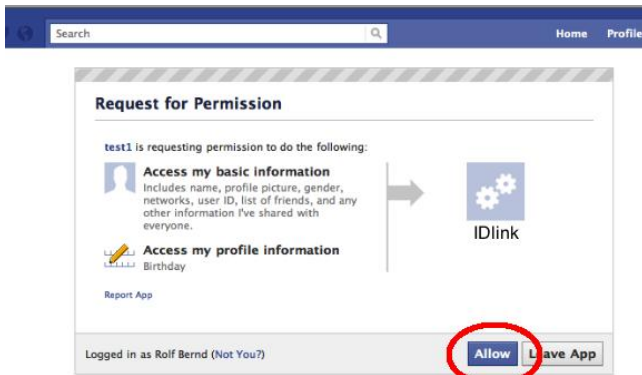 Search
Home Profile
Request for Permission
test1 is requesting permission to do the following:
Access my basic information
Includes name, profile picture, gender,
networks, user ID, list of friends, and any
other information I've shared with
everyone.
IDlink
Access my profile information
Birthday
Report App
Logged in as Rolf Bernd (Not You?)
Allow
Leave App